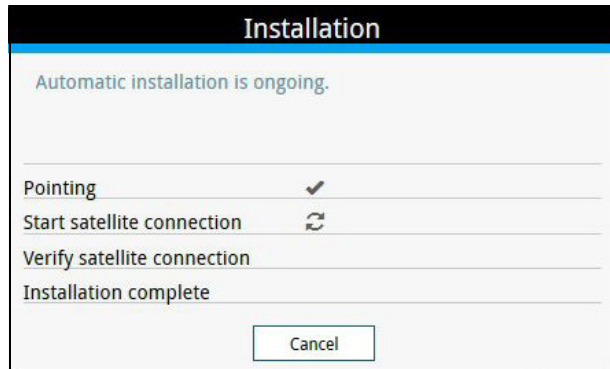 Installation
Automatic installation is ongoing.
Pointing
Start satellite connection
Verify satellite connection
Installation complete
Cancel